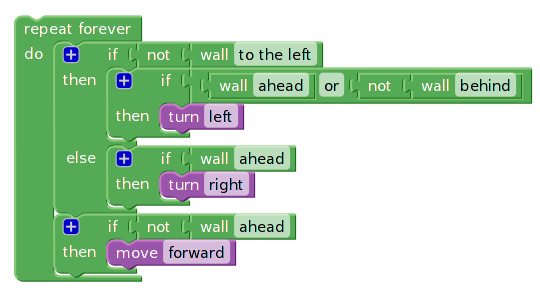 repeat forever
do if not wall to the left
then if wall ahead or not wall behind
then turn left
else if wall ahead
then turn right
if not wall ahead
then move forward